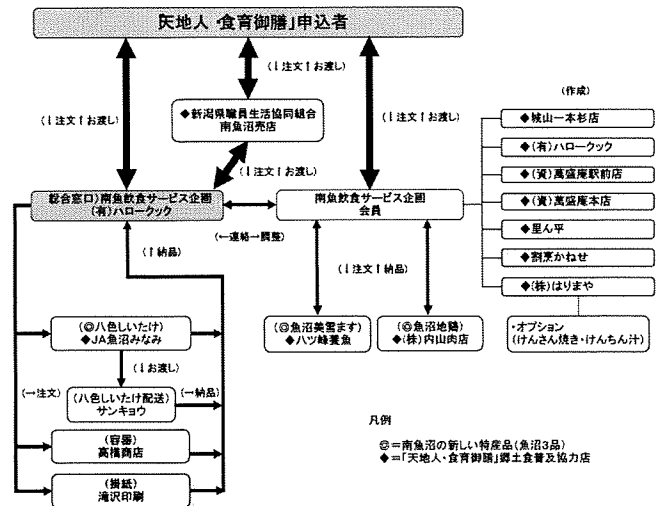 「天地人・食育御膳」申込者
(↓注文↑お渡し)
(↓注文↑お渡し)
(↓注文↑お渡し)
◆新潟県職員生活協同組合
南魚沼売店
(↓注文↑お渡し)
総合窓口)南魚飲食サービス企画
(有)ハロークック
南魚飲食サービス企画
会員
(←連絡→調整)
(↑納品)
(↓注文↑納品)
(作成)
◆城山一本杉店
◆(有)ハロークック
◆(資)萬盛庵駅前店
◆(資)萬盛庵本店
◆里ん平
◆割烹かねせ
◆(株)はりまや
・オプション
(けんさん焼き・けんちん汁)
(◎八色しいたけ)
◆JA魚沼みなみ
(↓お渡し)
(→注文)
(→納品)
(八色しいたけ配送)
サンキョウ
(容器)
高橋商店
(掛紙)
滝沢印刷
(◎魚沼美雪ます)
◆八ツ峰養魚
(◎魚沼地鶏)
◆(株)内山肉店
凡例
◎=南魚沼の新しい特産品(魚沼3品)
◆=「天地人・食育御膳」郷土食普及協力店